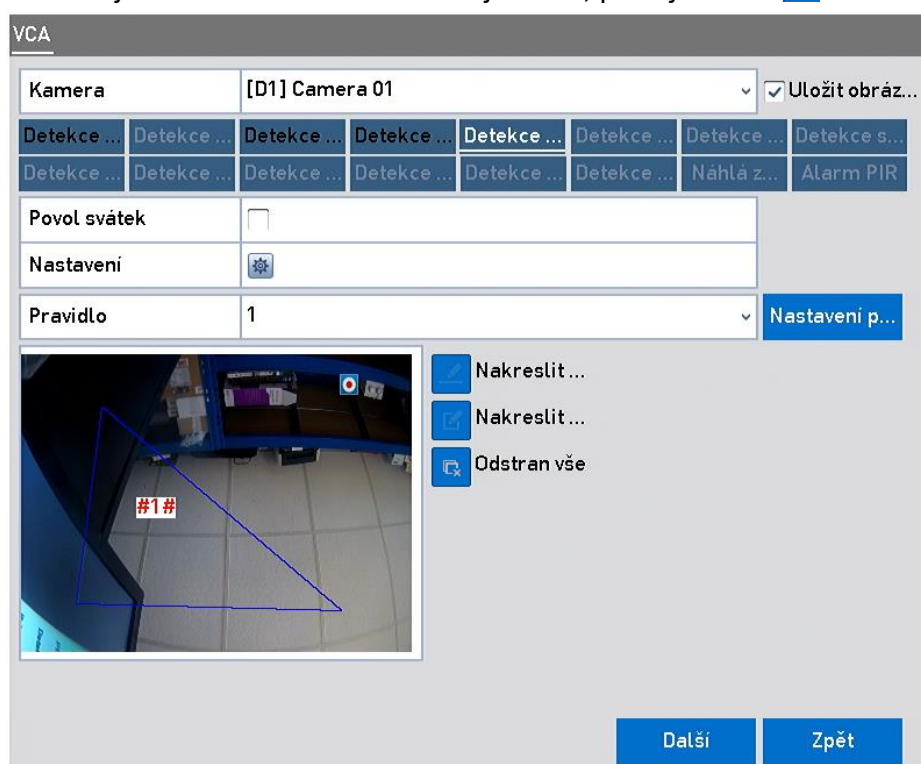 VCA
Kamera [D1] Camera 01 Uložit obráz...
Detekce ... Detekce ... Detekce ... Detekce ... Detekce ... Detekce ... Detekce ... Detekce s...
Detekce ... Detekce ... Detekce ... Detekce ... Detekce ... Detekce ... Náhlá z... Alarm PIR
Povol svátek
Nastavení
Pravidlo 1 Nastavení p...
Nakreslit ...
Nakreslit ...
Odstran vše
#1#
Další Zpět